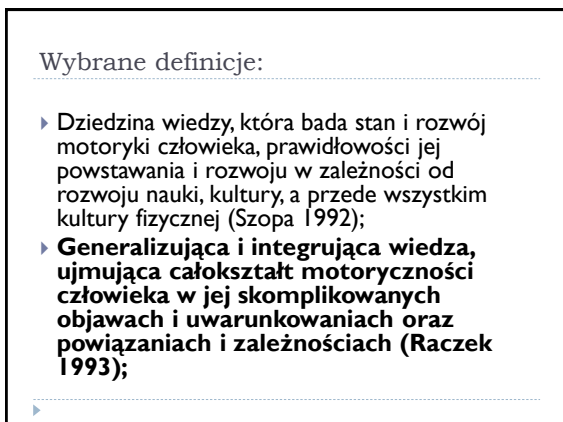 Wybrane definicje:
Dziedzina wiedzy, która bada stan i rozwój
motoryki człowieka, prawidłowości jej
powstawania i rozwoju w zależności od
rozwoju nauki, kultury, a przede wszystkim
kultury fizycznej (Szopa 1992);
Generalizująca i integrująca wiedza,
ujmująca całokształt motoryczności
człowieka w jej skomplikowanych
objawach i uwarunkowaniach oraz
powiązaniach i zależnościach (Raczek
1993);